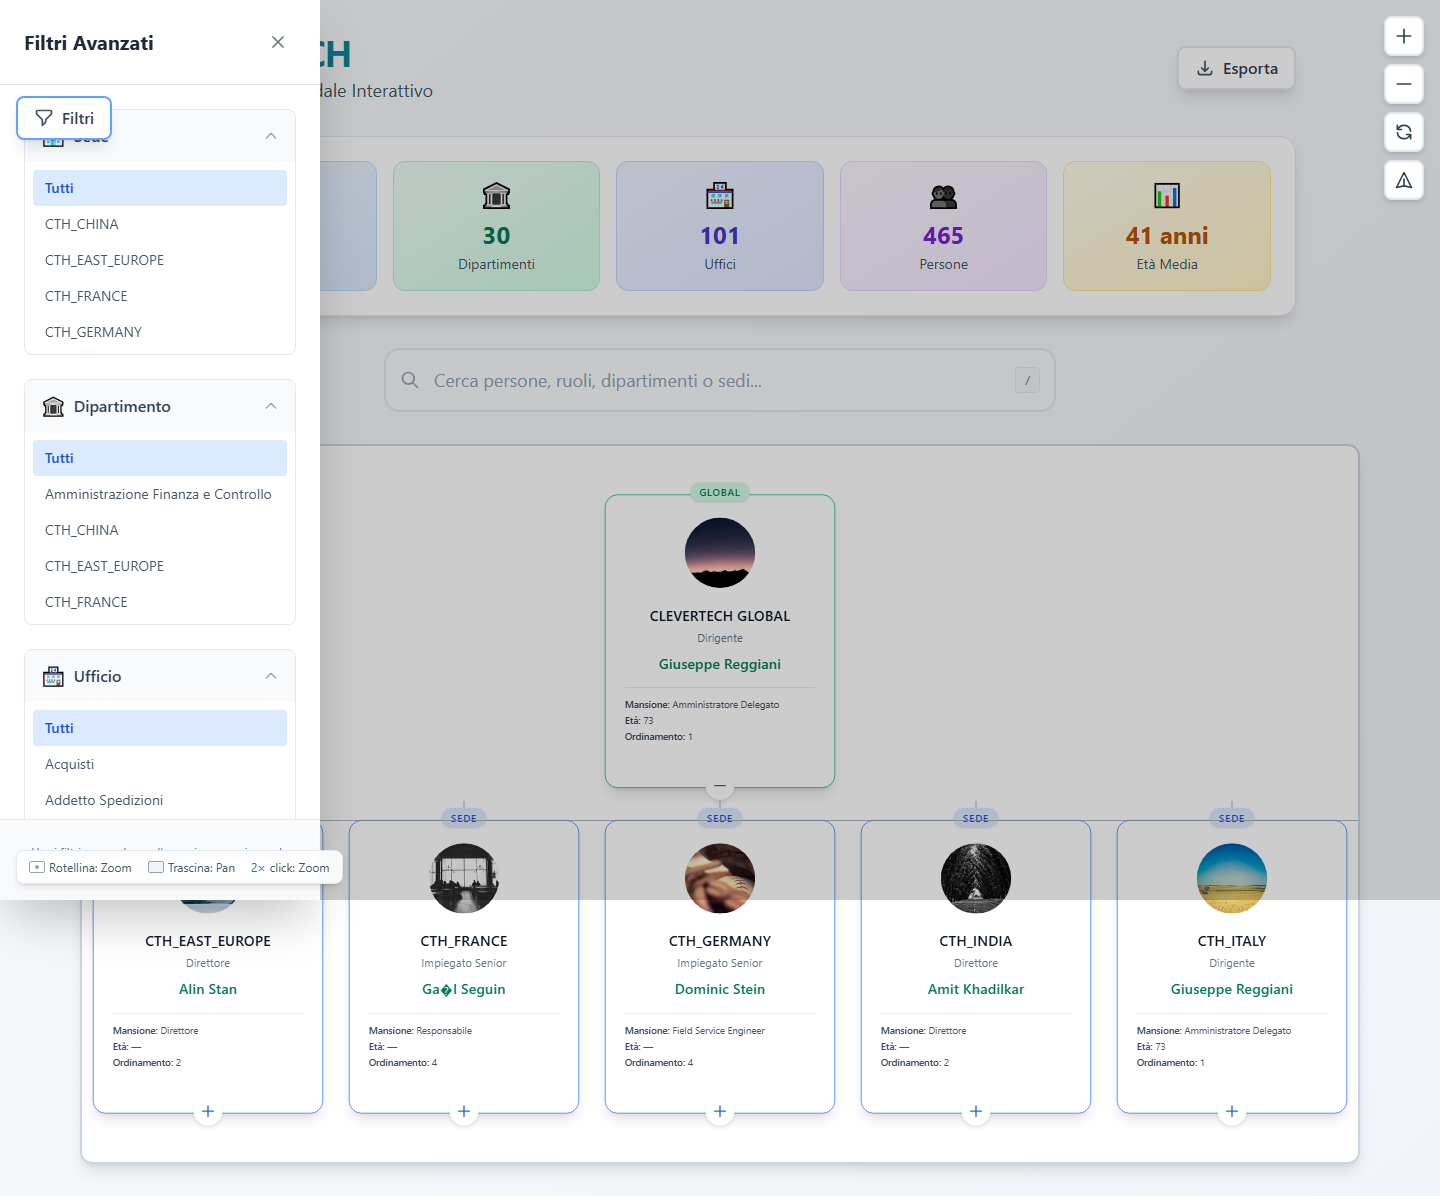 Filtri Avanzati
Filtri
Sede
Tutti
CTH_CHINA
CTH_EAST_EUROPE
CTH_FRANCE
CTH_GERMANY
Dipartimento
Tutti
Amministrazione Finanza e Controllo
CTH_CHINA
CTH_EAST_EUROPE
CTH_FRANCE
Ufficio
Tutti
Acquisti
Addetto Spedizioni
Rotellina: Zoom
Trascina: Pan
2× click: Zoom
CH
dale Interattivo
Esporta
30
Dipartimenti
101
Uffici
465
Persone
41 anni
Età Media
Cerca persone, ruoli, dipartimenti o sedi...
/
GLOBAL
CLEVERTECH GLOBAL
Dirigente
Giuseppe Reggiani
Mansione: Amministratore Delegato
Età: 73
Ordinamento: 1
CTH_EAST_EUROPE
Direttore
Alin Stan
Mansione: Direttore
Età: —
Ordinamento: 2
SEDE
CTH_FRANCE
Impiegato Senior
Ga�l Seguin
Mansione: Responsabile
Età: —
Ordinamento: 4
SEDE
CTH_GERMANY
Impiegato Senior
Dominic Stein
Mansione: Field Service Engineer
Età: —
Ordinamento: 4
SEDE
CTH_INDIA
Direttore
Amit Khadilkar
Mansione: Direttore
Età: —
Ordinamento: 2
SEDE
CTH_ITALY
Dirigente
Giuseppe Reggiani
Mansione: Amministratore Delegato
Età: 73
Ordinamento: 1